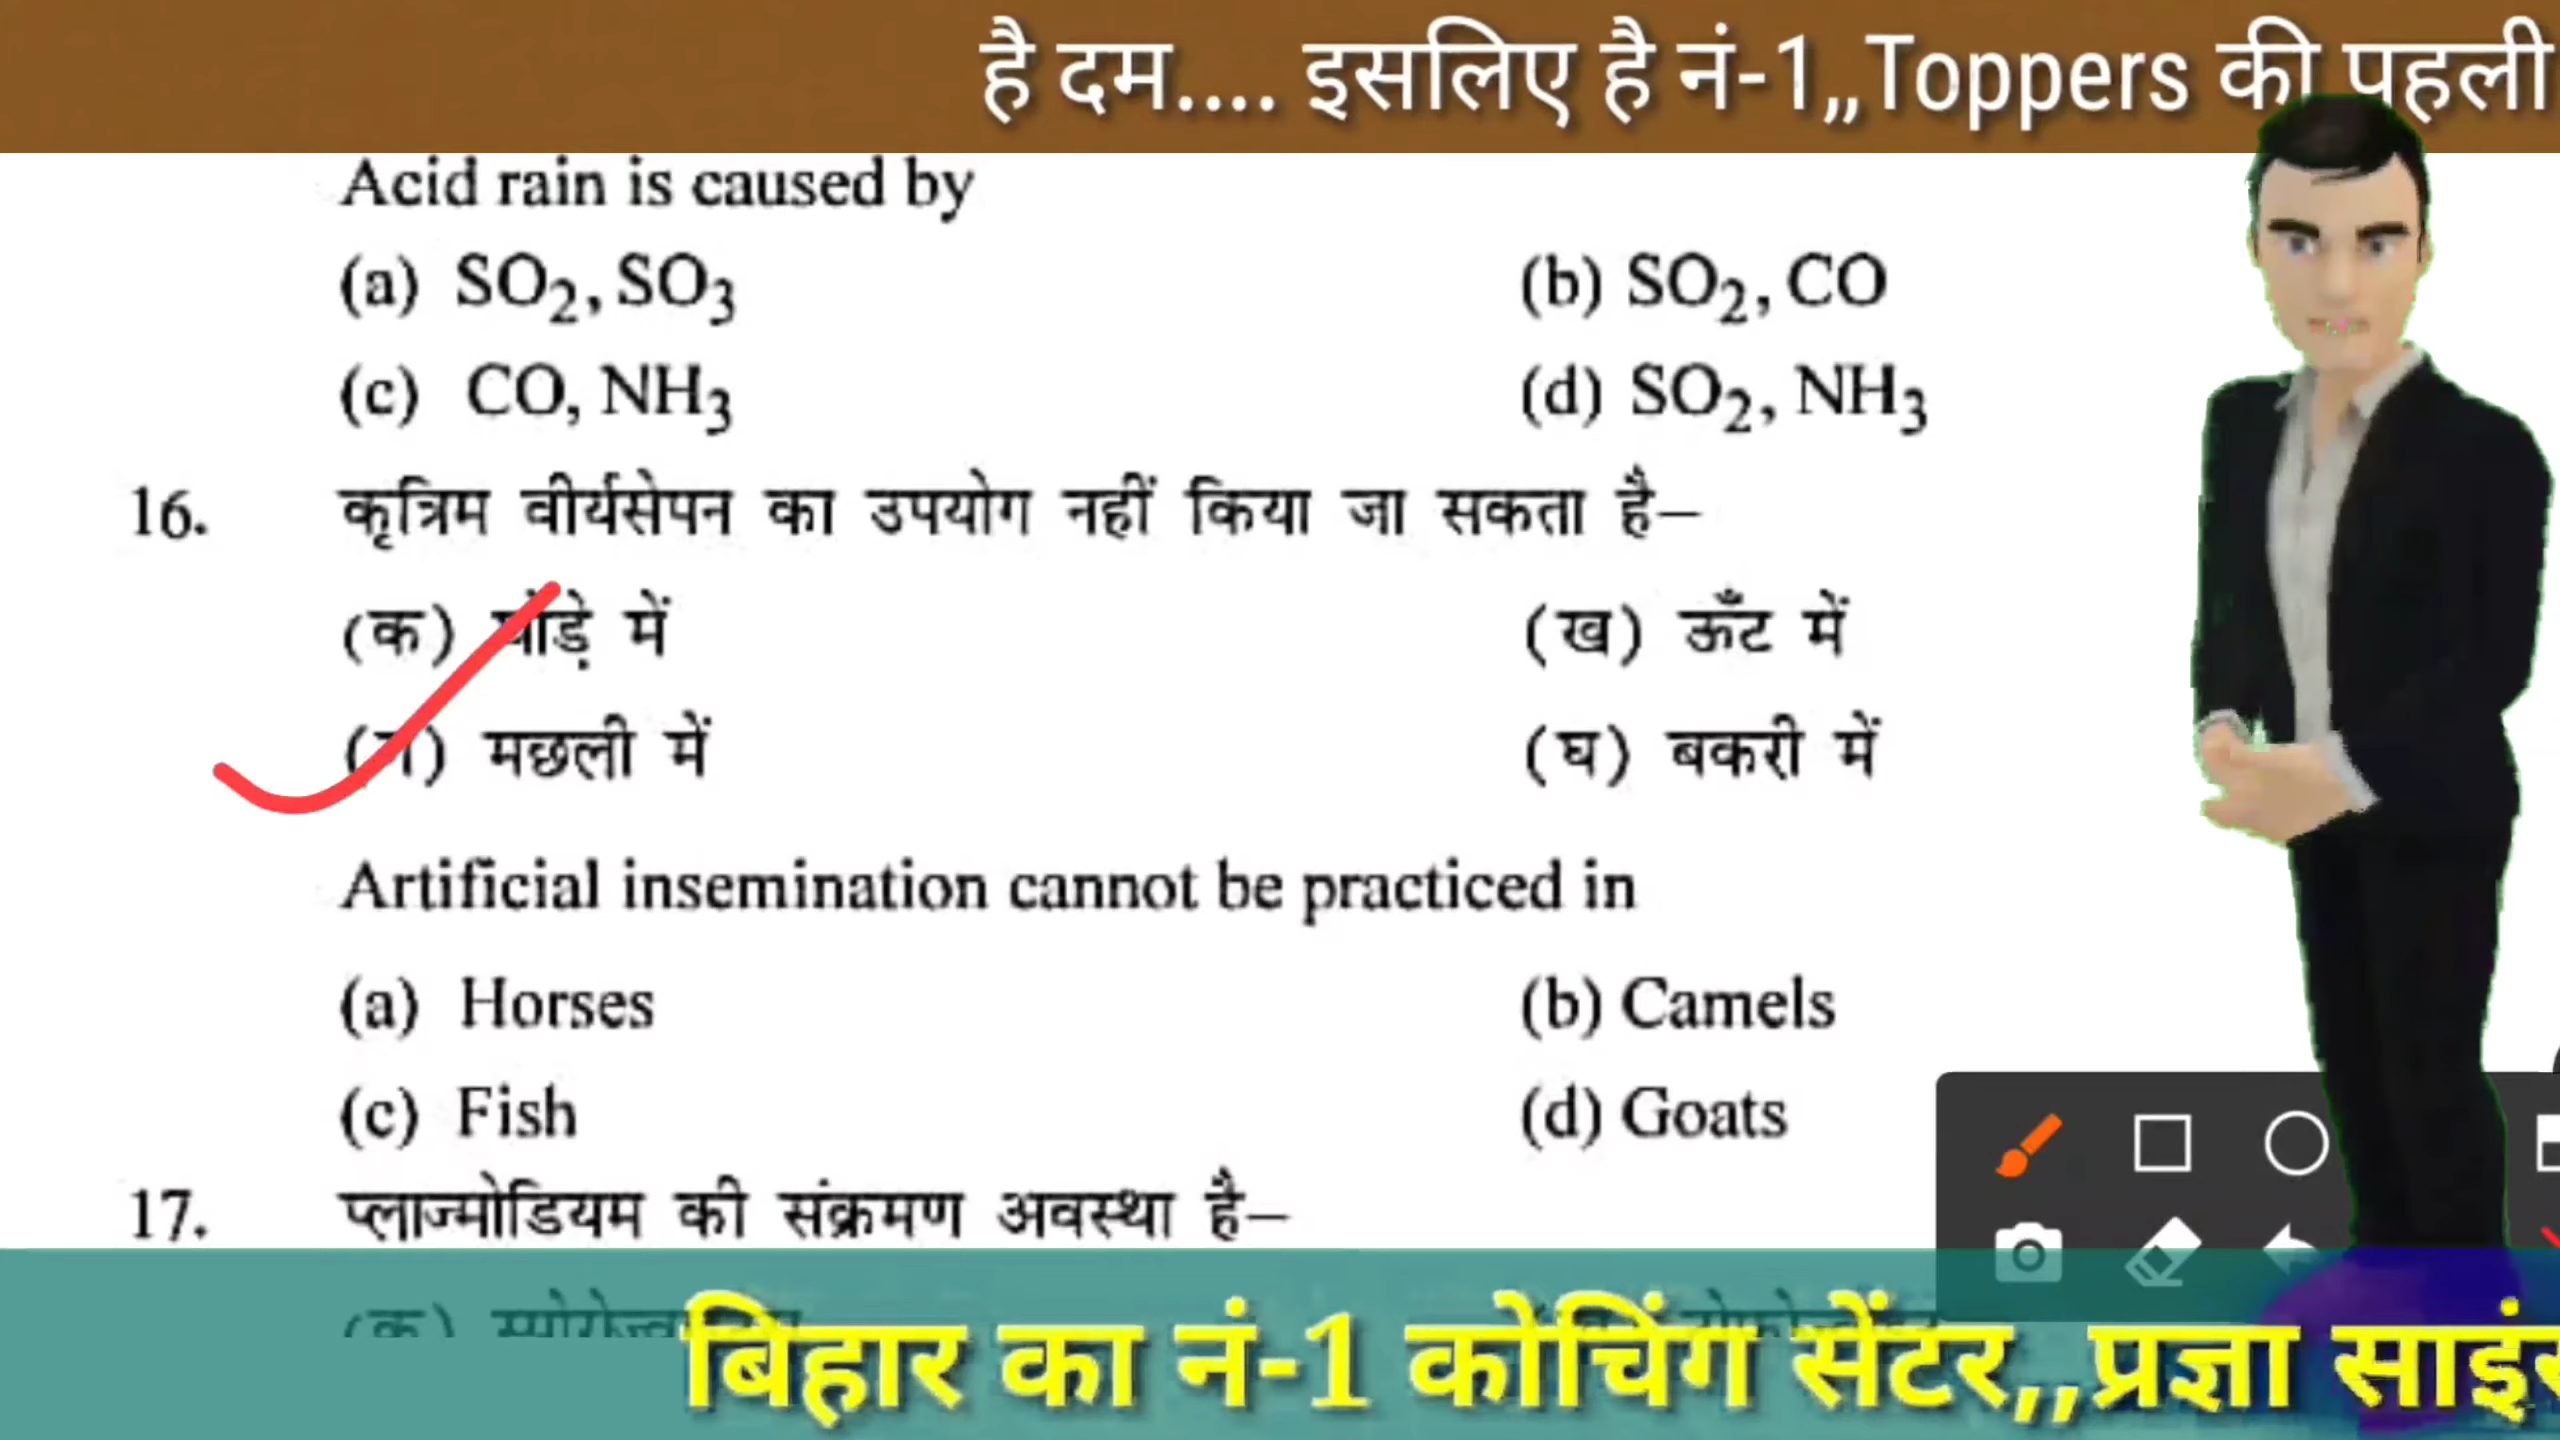 है दम.... इसलिए है नं-1,,Toppers की पहली
Acid rain is caused by
(a) SO₂, SO₃ (b) SO₂, CO
(c) CO, NH₃ (d) SO₂, NH₃
16. कृत्रिम वीर्यसेपन का उपयोग नहीं किया जा सकता है–
(क) घोड़े में (ख) ऊँट में
(ग) मछली में (घ) बकरी में
Artificial insemination cannot be practiced in
(a) Horses (b) Camels
(c) Fish (d) Goats
17. प्लाज्मोडियम की संक्रमण अवस्था है–
(क)
बिहार का नं-1 कोचिंग सेंटर,,प्रज्ञा